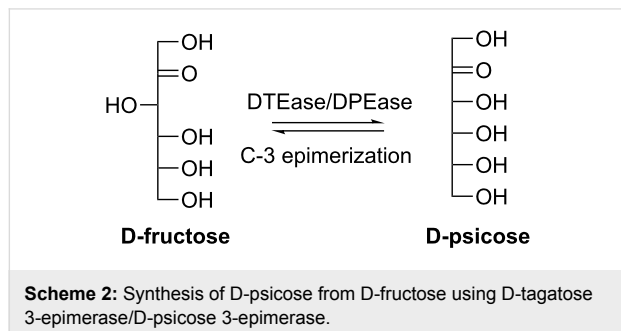 OH
O
HO
OH
OH
OH
D-fructose
DTEase/DPEase
C-3 epimerization
OH
O
OH
OH
OH
OH
D-psicose
Scheme 2: Synthesis of D-psicose from D-fructose using D-tagatose
3-epimerase/D-psicose 3-epimerase.